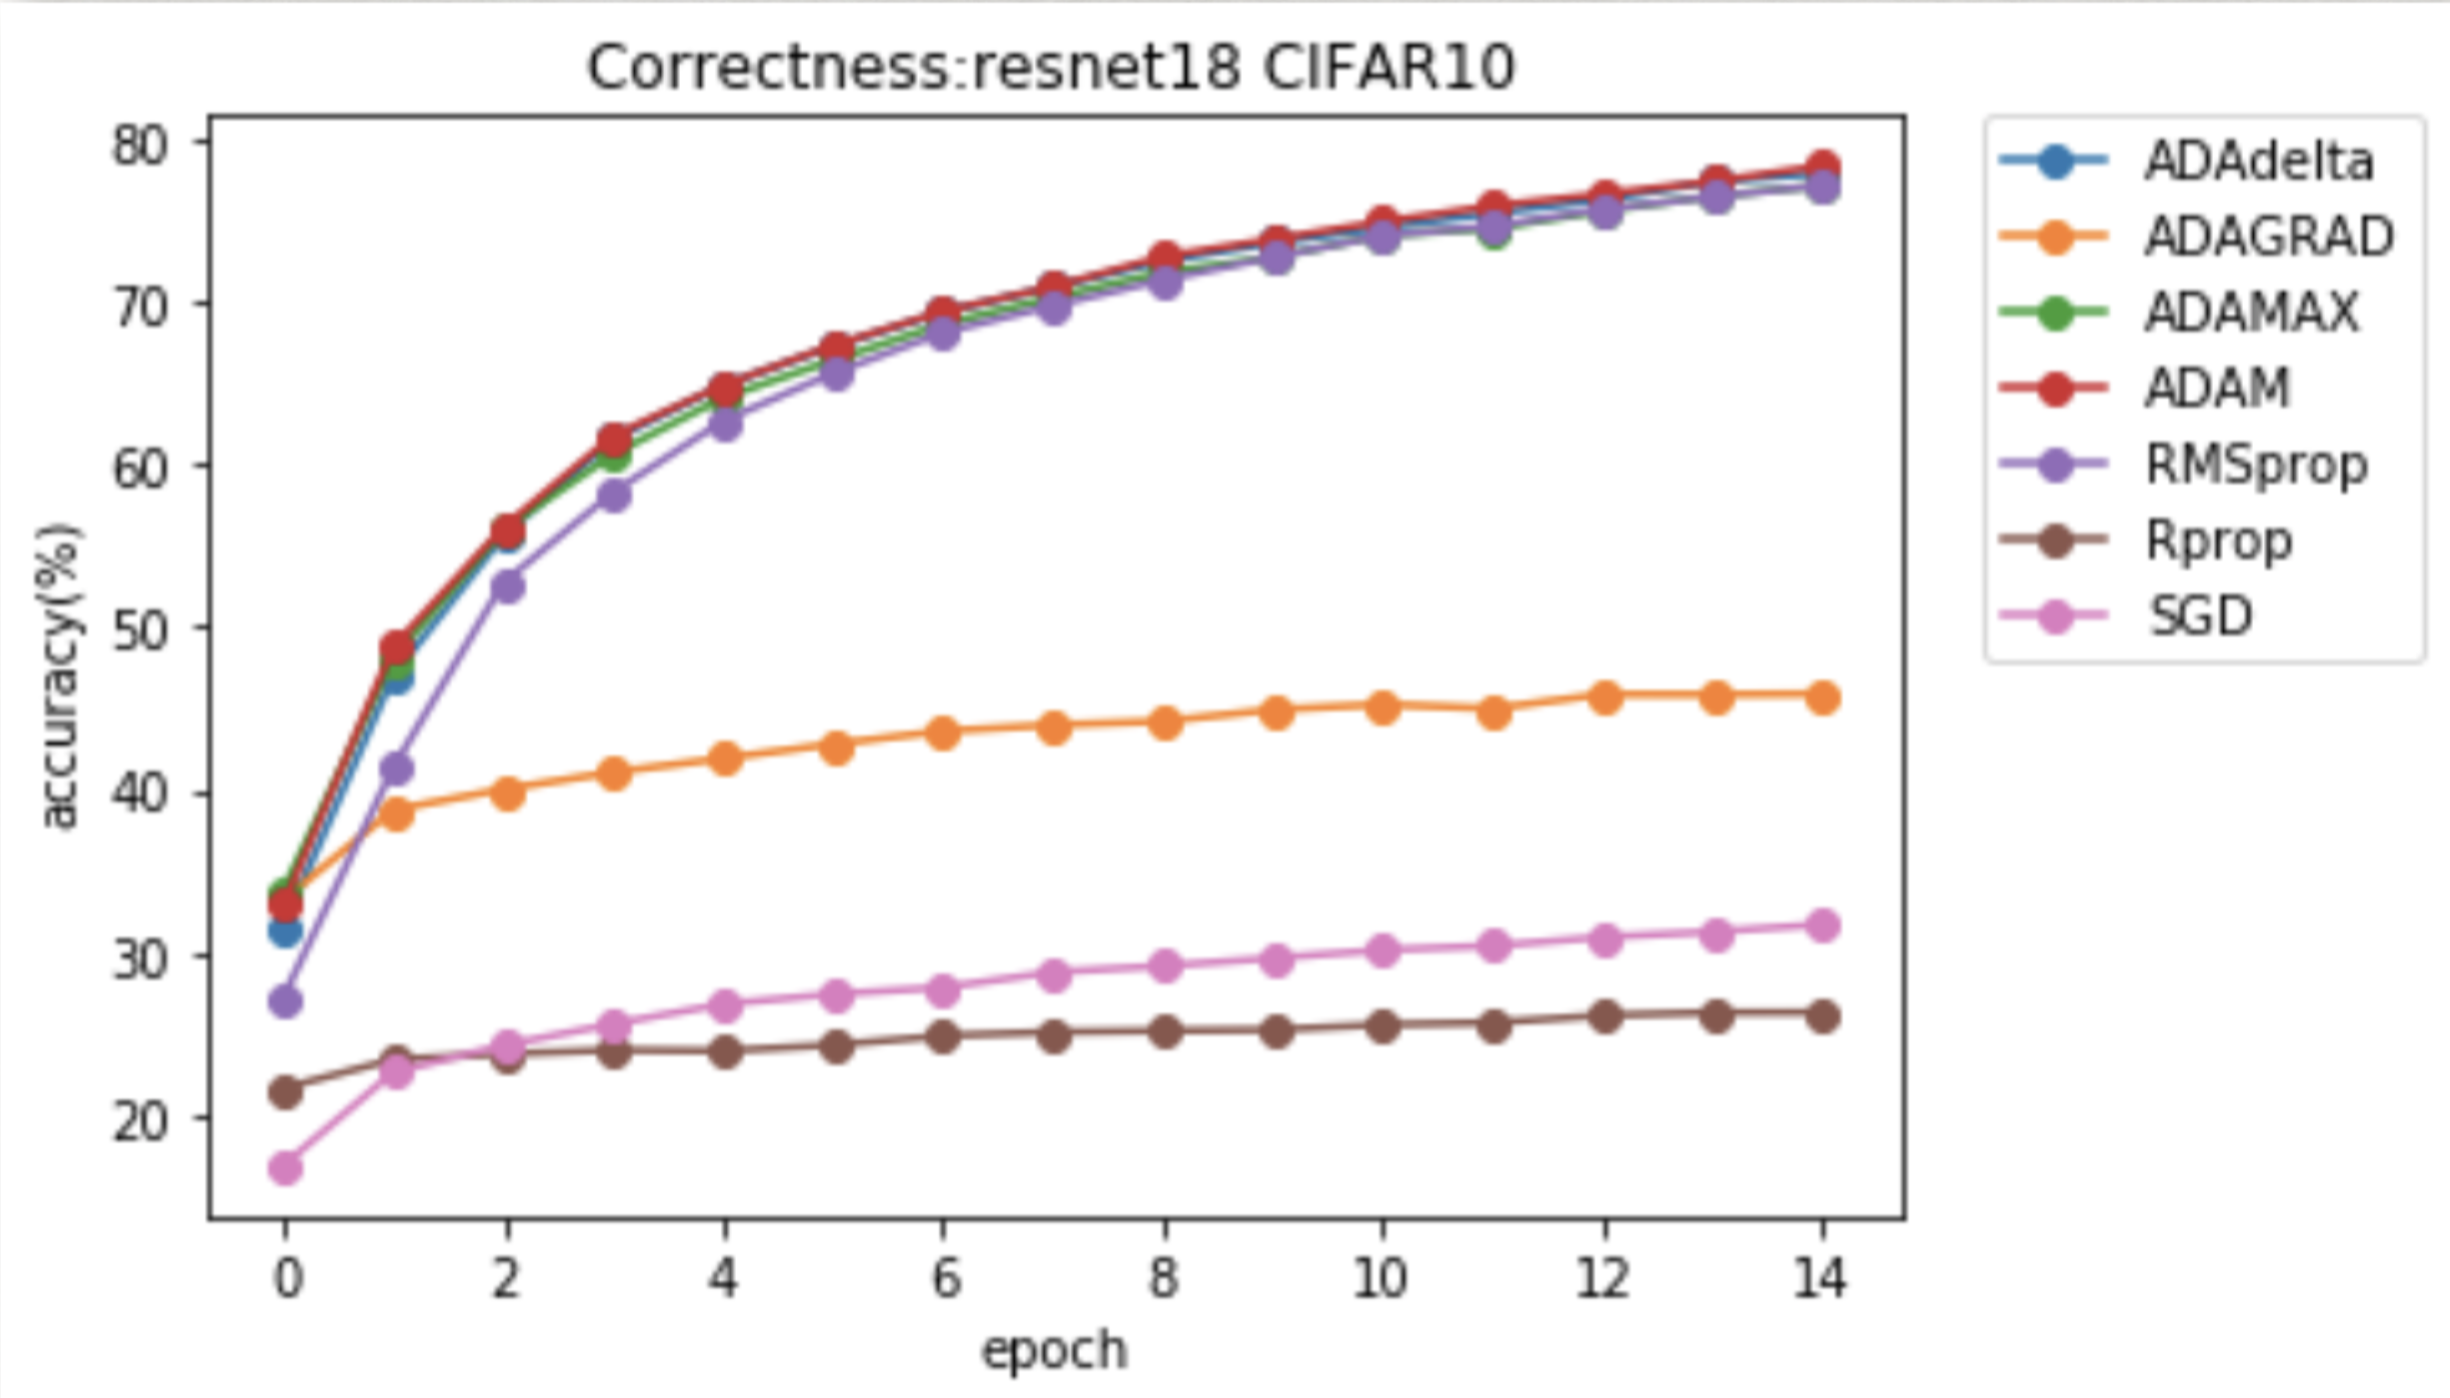 Correctness:resnet18 CIFAR10
80
70
60
50
40
30
20
accuracy(%)
0 2 4 6 8 10 12 14
epoch
ADAdelta
ADAGRAD
ADAMAX
ADAM
RMSprop
Rprop
SGD